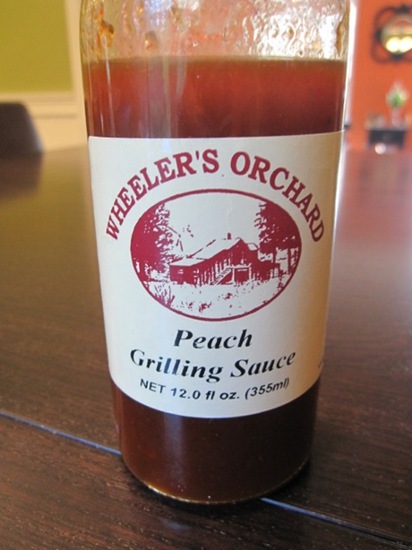 WHEELER'S ORCHARD
Peach
Grilling Sauce
NET 12.0 fl oz. (355ml)